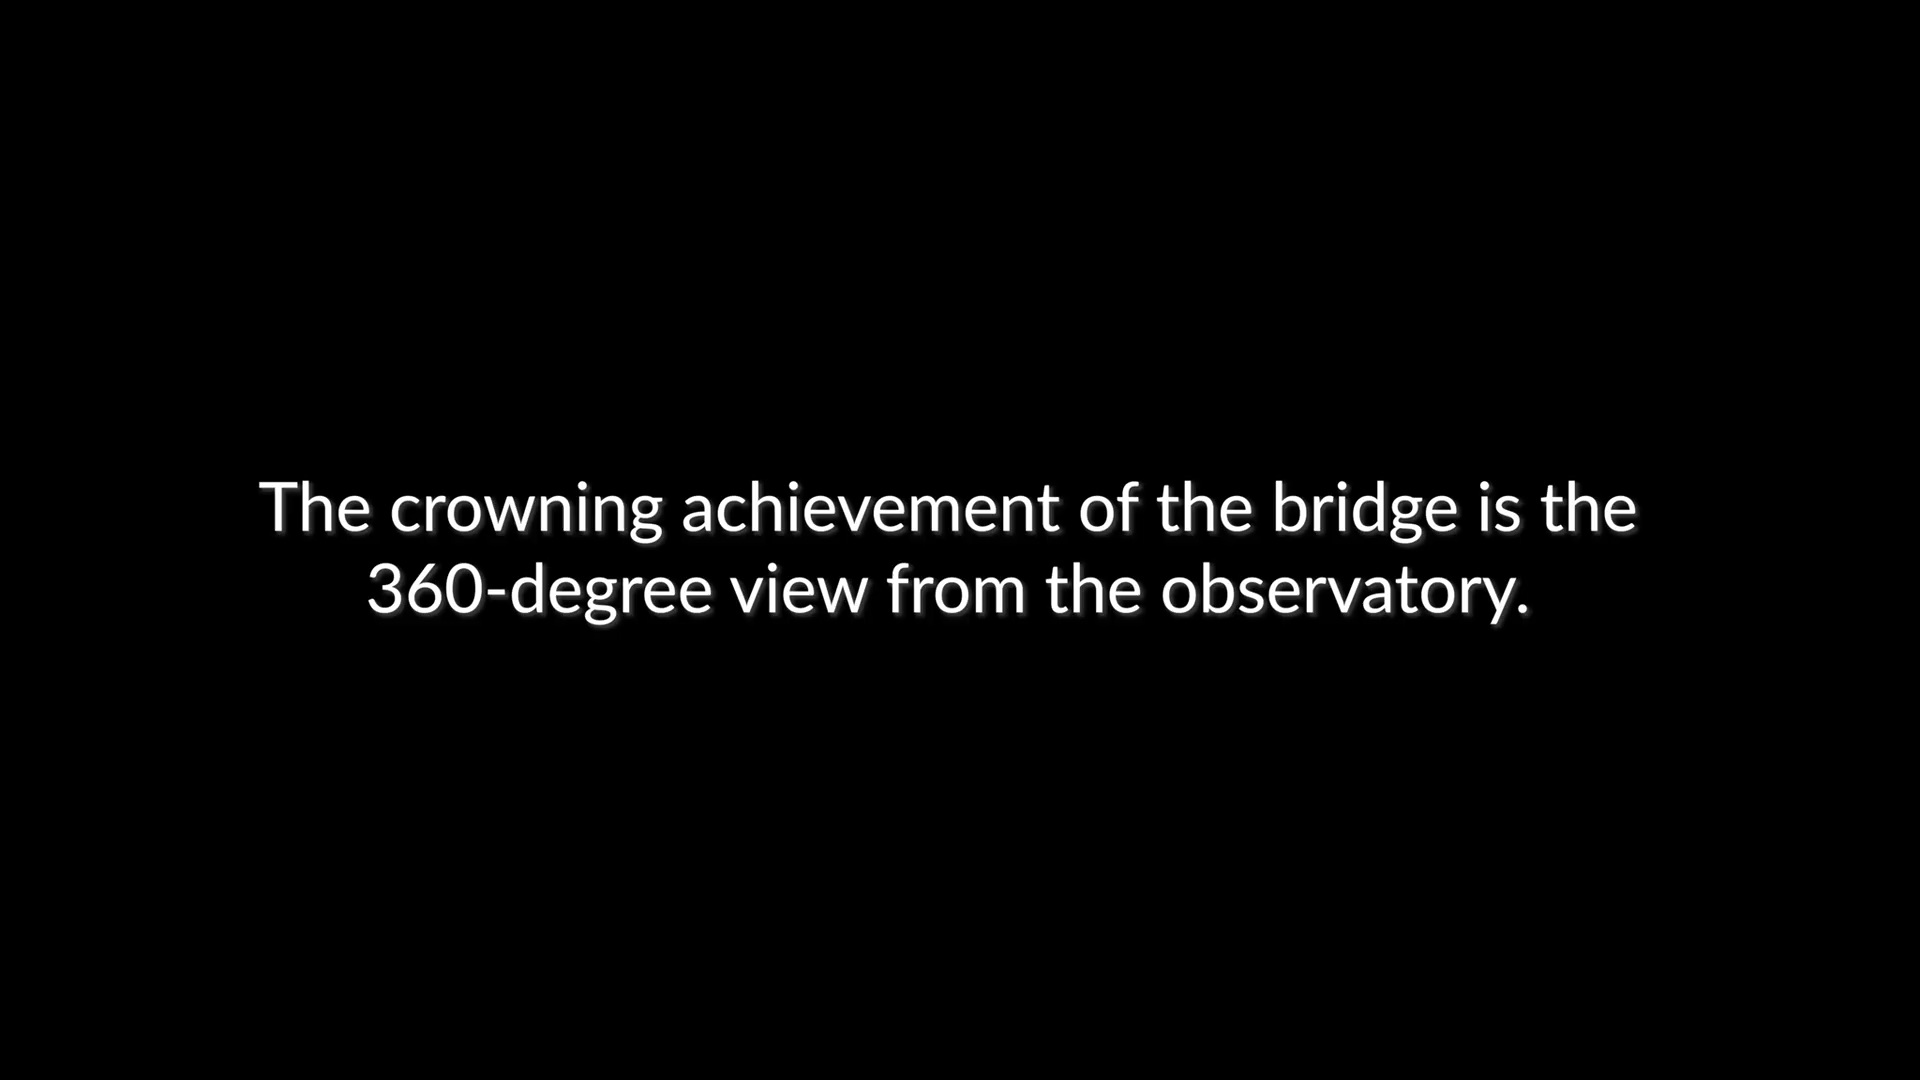 The crowning achievement of the bridge is the
360-degree view from the observatory.